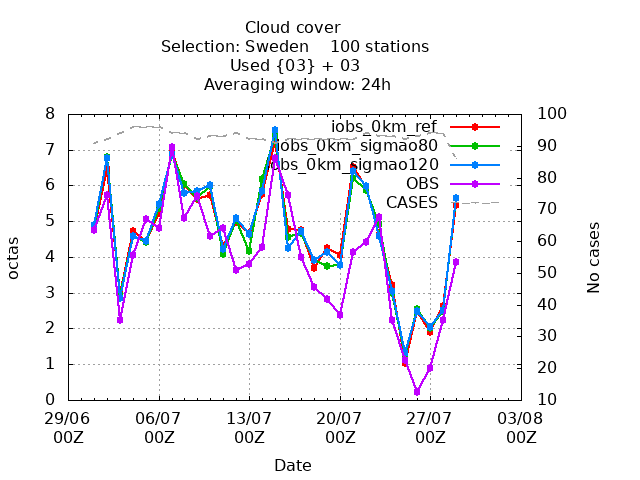 Cloud cover
Selection: Sweden    100 stations
Used {03} + 03
Averaging window: 24h
8
7
6
5
4
3
2
1
0
octas
100
90
80
70
60
50
40
30
20
10
No cases
iobs_0km_ref
iobs_0km_sigmao80
iobs_0km_sigmao120
OBS
CASES
29/06 06/07 13/07 20/07 27/07 03/08
00Z 00Z 00Z 00Z 00Z 00Z
Date